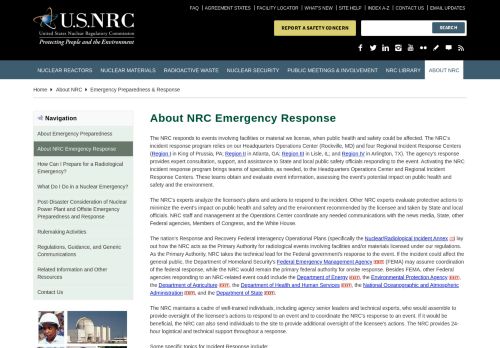 FAQ | AGREEMENT STATES | FACILITY LOCATOR | WHAT'S NEW | SITE HELP | INDEX A-Z | CONTACT US | EMAIL UPDATES
U.S.NRC
United States Nuclear Regulatory Commission
Protecting People and the Environment
REPORT A SAFETY CONCERN
SEARCH
NUCLEAR REACTORS NUCLEAR MATERIALS RADIOACTIVE WASTE NUCLEAR SECURITY PUBLIC MEETINGS & INVOLVEMENT NRC LIBRARY ABOUT NRC
Home About NRC Emergency Preparedness & Response
Navigation
About Emergency Preparedness
About NRC Emergency Response
How Can I Prepare for a Radiological
Emergency?
What Do I Do in a Nuclear Emergency?
Post-Disaster Consideration of Nuclear
Power Plant and Offsite Emergency
Preparedness and Response
Rulemaking Activities
Regulations, Guidance, and Generic
Communications
Related Information and Other
Resources
Contact Us
About NRC Emergency Response
The NRC responds to events involving facilities or material we license, when public health and safety could be affected. The NRC's
incident response program relies on our Headquarters Operations Center (Rockville, MD) and four Regional Incident Response Centers
(Region I in King of Prussia, PA, Region II in Atlanta, GA; Region III in Lisle, IL; and Region IV in Arlington, TX). The agency's response
provides expert consultation, support, and assistance to State and local public safety officials responding to the event. Activating the NRC
incident response program brings teams of specialists, as needed, to the Headquarters Operations Center and Regional Incident
Response Centers. These teams obtain and evaluate event information, assessing the event's potential impact on public health and
safety and the environment.
The NRC's experts analyze the licensee's plans and actions to respond to the incident. Other NRC experts evaluate protective actions to
minimize the event's impact on public health and safety and the environment recommended by the licensee and taken by State and local
officials. NRC staff and management at the Operations Center coordinate any needed communications with the news media, State, other
Federal agencies, Members of Congress, and the White House.
The nation's Response and Recovery Federal Interagency Operational Plans (specifically the Nuclear/Radiological Incident Annex lay
out how the NRC acts as the Primary Authority for radiological events involving facilities and/or materials licensed under our regulations.
As the Primary Authority, NRC takes the technical lead for the Federal government's response to the event. If the incident could affect the
general public, the Department of Homeland Security's Federal Emergency Management Agency EXIT (FEMA) may assume coordination
of the federal response, while the NRC would remain the primary federal authority for onsite response. Besides FEMA, other Federal
agencies responding to an NRC-related event could include the Department of Energy EXIT, the Environmental Protection Agency EXIT,
the Department of Agriculture EXIT, the Department of Health and Human Services EXIT, the National Oceanographic and Atmospheric
Administration EXIT, and the Department of State EXIT.
The NRC maintains a cadre of well-trained individuals, including agency senior leaders and technical experts, who would assemble to
provide oversight of the licensee's actions to respond to an event and to coordinate the NRC's response to an event. If it would be
beneficial, the NRC can also send individuals to the site to provide additional oversight of the licensee's actions. The NRC provides 24-
hour logistical and technical support throughout a response.
Some specific topics for Incident Response include: